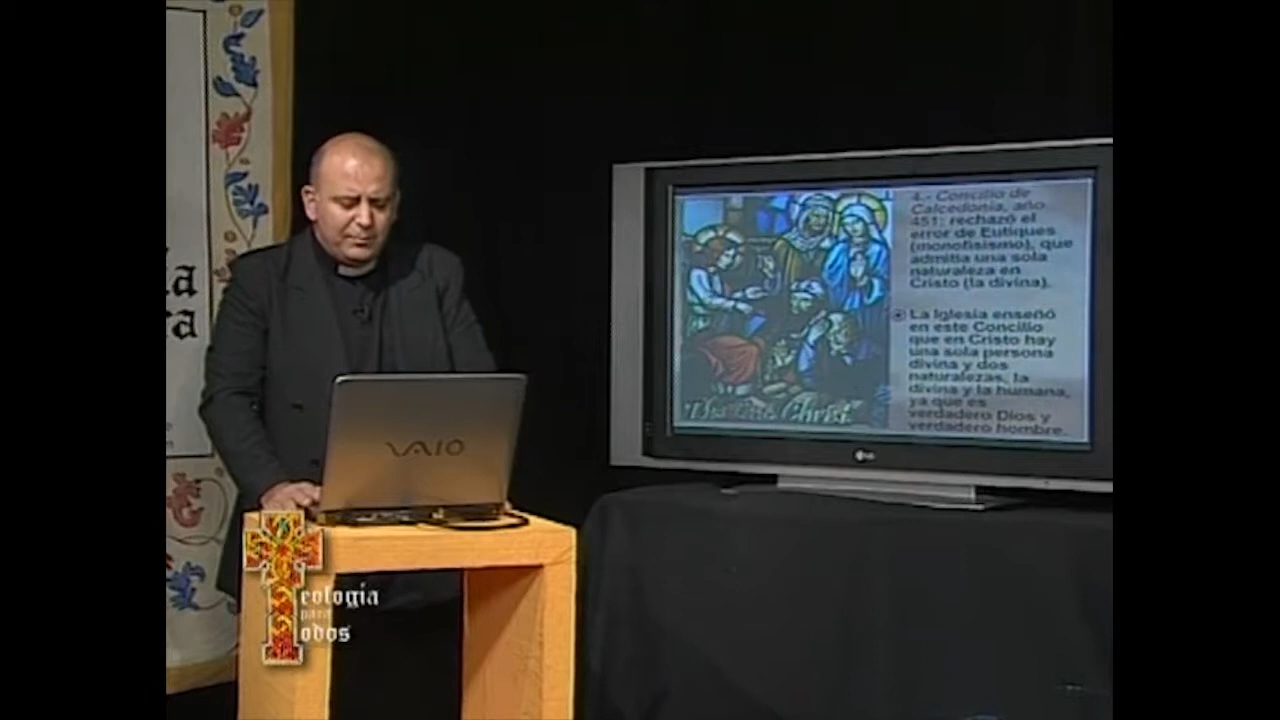 4.- Concilio de
Calcedonia, año
451: rechazó el
error de Eutiques
(monofisismo), que
admitía una sola
naturaleza en
Cristo (la divina).
La Iglesia enseñó
en este Concilio
que en Cristo hay
una sola persona
divina y dos
naturalezas, la
divina y la humana,
ya que es
verdadero Dios y
verdadero hombre.
Christ
LG
VAIO
Teología
para
Todos